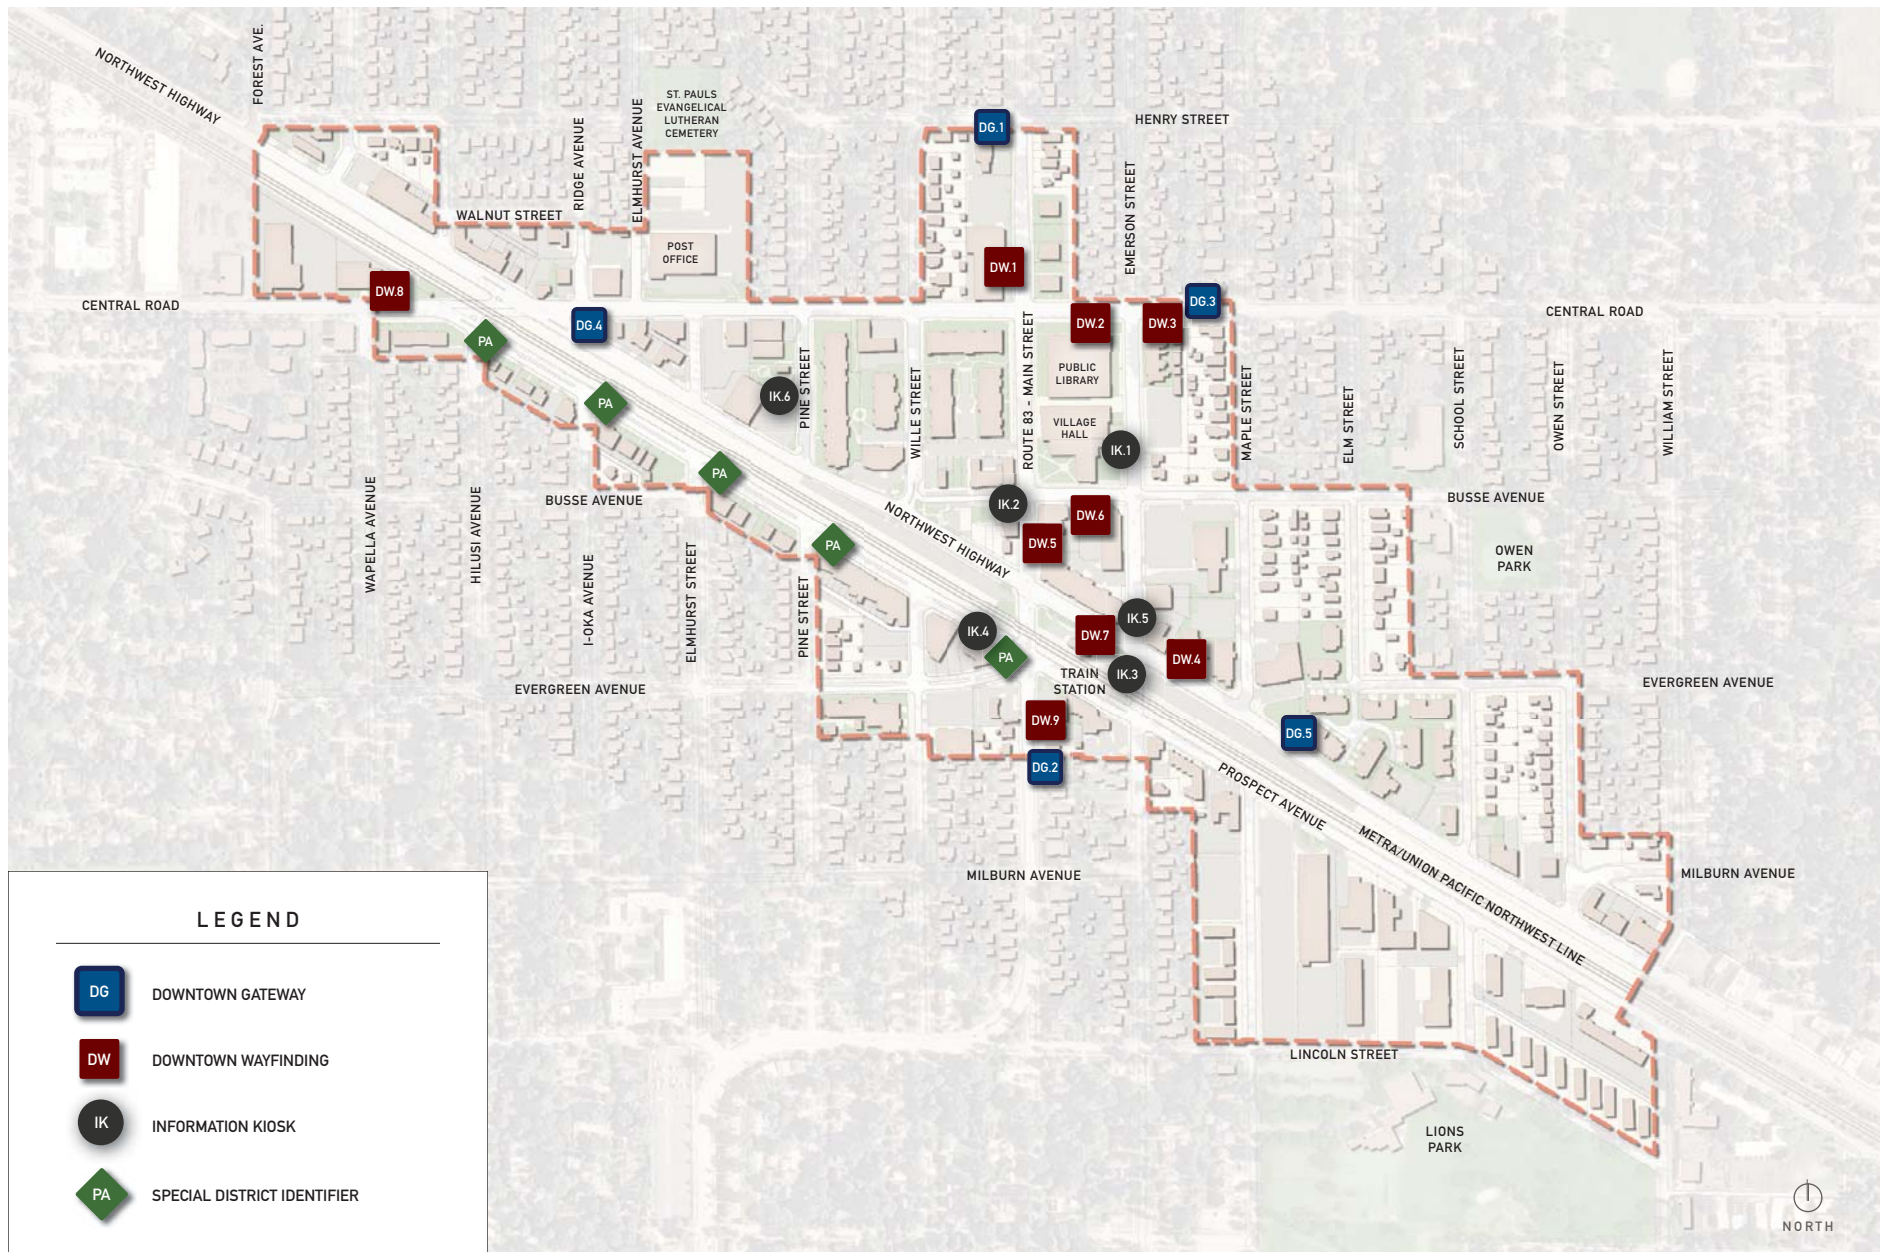 NORTHWEST HIGHWAY
FOREST AVE.
ST. PAULS
EVANGELICAL
LUTHERAN
CEMETERY
RIDGE AVENUE
ELMHURST AVENUE
DG.1
HENRY STREET
EMERSON STREET
WALNUT STREET
POST
OFFICE
DW.1
DW.8
CENTRAL ROAD
DG.3
CENTRAL ROAD
DG.4
DW.2
DW.3
PA
PINE STREET
WILLE STREET
ROUTE 83 - MAIN STREET
PUBLIC
LIBRARY
MAPLE STREET
ELM STREET
SCHOOL STREET
OWEN STREET
WILLIAM STREET
PA
IK.6
VILLAGE
HALL
IK.1
PA
WAPELLA AVENUE
HILUSI AVENUE
BUSSE AVENUE
IK.2
DW.6
BUSSE AVENUE
NORTHWEST HIGHWAY
DW.5
PA
OWEN
PARK
I-OKA AVENUE
ELMHURST STREET
PINE STREET
IK.4
PA
DW.7
IK.5
DW.4
TRAIN
STATION
IK.3
EVERGREEN AVENUE
EVERGREEN AVENUE
DW.9
DG.5
DG.2
PROSPECT AVENUE
METRA/UNION PACIFIC NORTHWEST LINE
MILBURN AVENUE
MILBURN AVENUE
LINCOLN STREET
LIONS
PARK
NORTH
LEGEND
DG DOWNTOWN GATEWAY
DW DOWNTOWN WAYFINDING
IK INFORMATION KIOSK
PA SPECIAL DISTRICT IDENTIFIER